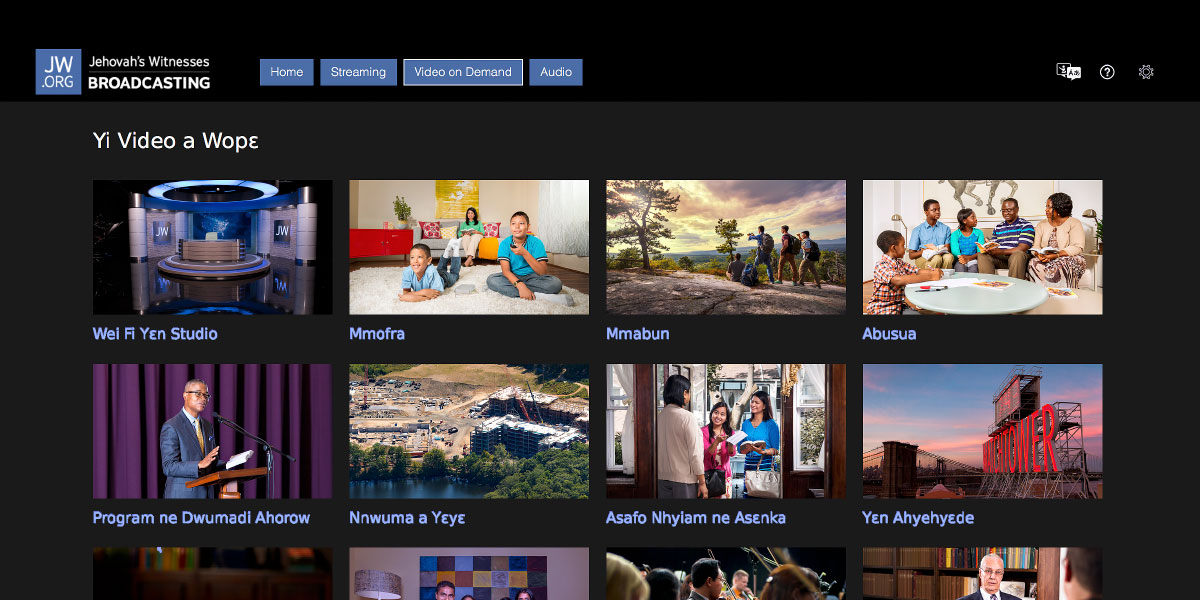 JW
.ORG
Jehovah's Witnesses
BROADCASTING
Home
Streaming
Video on Demand
Audio
Yi Video a Wopɛ
JW
JW
JW
Wei Fi Yɛn Studio
Mmofra
Mmabun
Abusua
WATCHTOWER
Program ne Dwumadi Ahorow
Nnwuma a Yɛyɛ
Asafo Nhyiam ne Asɛnka
Yɛn Ahyehyɛde